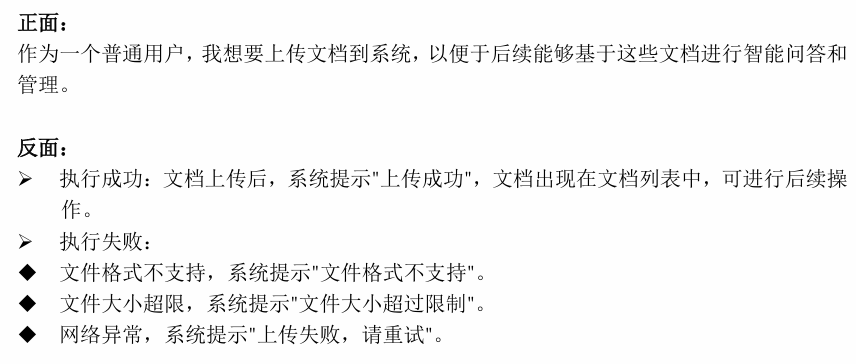 正面：
作为一个普通用户，我想要上传文档到系统，以便于后续能够基于这些文档进行智能问答和
管理。
反面：
➢ 执行成功：文档上传后，系统提示"上传成功"，文档出现在文档列表中，可进行后续操
作。
➢ 执行失败：
◆ 文件格式不支持，系统提示"文件格式不支持"。
◆ 文件大小超限，系统提示"文件大小超过限制"。
◆ 网络异常，系统提示"上传失败，请重试"。